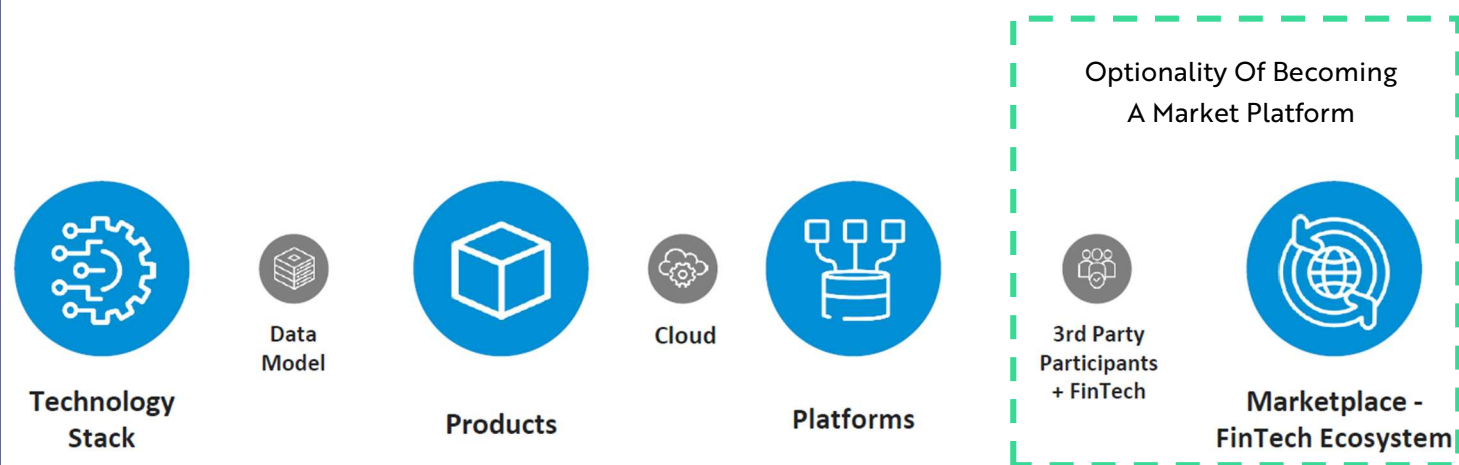 Optionality Of Becoming
A Market Platform
Technology
Stack
Data
Model
Products
Cloud
Platforms
3rd Party
Participants
+ FinTech
Marketplace -
FinTech Ecosystem